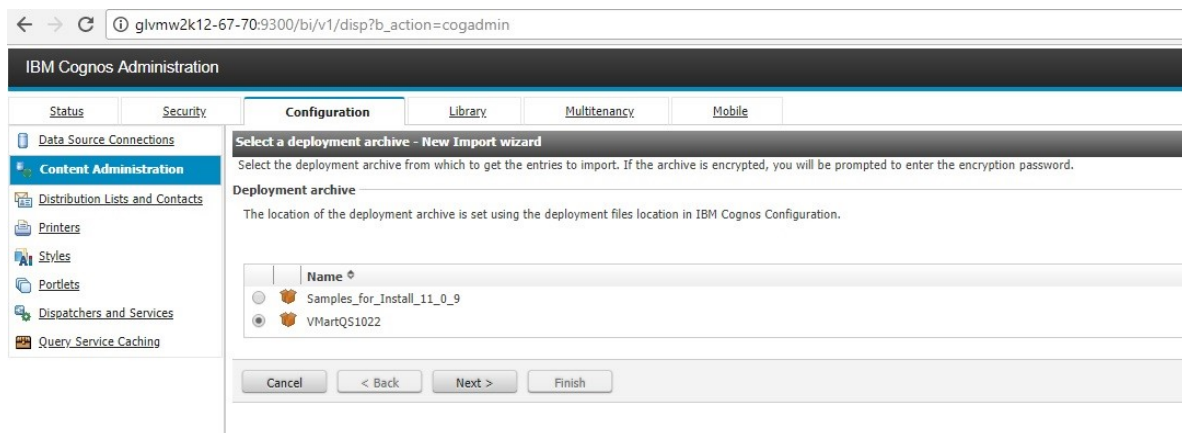 glvmw2k12-67-70:9300/bi/v1/disp?b_action=cogadmin
IBM Cognos Administration
Status Security Configuration Library Multitenancy Mobile
Data Source Connections
Content Administration
Distribution Lists and Contacts
Printers
Styles
Portlets
Dispatchers and Services
Query Service Caching
Select a deployment archive - New Import wizard
Select the deployment archive from which to get the entries to import. If the archive is encrypted, you will be prompted to enter the encryption password.
Deployment archive
The location of the deployment archive is set using the deployment files location in IBM Cognos Configuration.
Name
Samples_for_Install_11_0_9
VMartQS1022
Cancel < Back Next > Finish